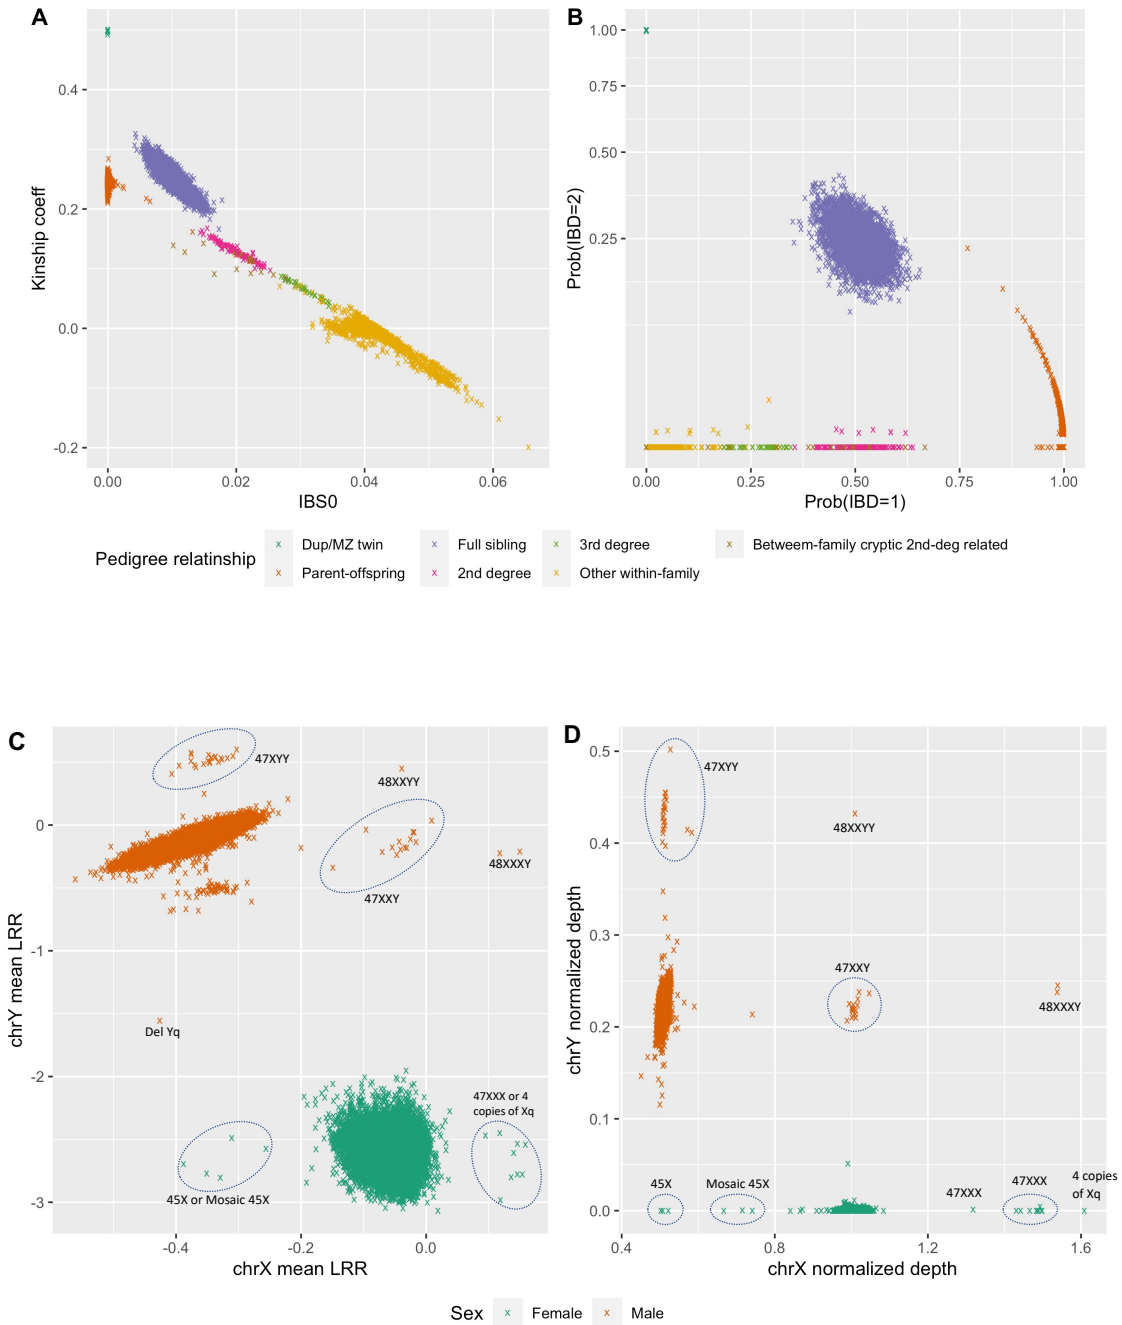 A
B
0.4
0.2
0.0
-0.2
Kinship coeff
0.00
0.02
0.04
0.06
IBS0
1.00
0.75
0.50
0.25
Prob(IBD=2)
0.00
0.25
0.50
0.75
1.00
Prob(IBD=1)
Pedigree relatinship
Dup/MZ twin
Full sibling
3rd degree
Betweem-family cryptic 2nd-deg related
Parent-offspring
2nd degree
Other within-family
C
D
47XYY
48XXYY
48XXXY
47XXY
Del Yq
47XXX or 4
copies of Xq
45X or Mosaic 45X
0
-1
-2
-3
chrY mean LRR
-0.4
-0.2
0.0
chrX mean LRR
47XYY
48XXYY
47XXY
48XXXY
45X
Mosaic 45X
47XXX
47XXX
4 copies
of Xq
0.5
0.4
0.3
0.2
0.1
0.0
chrY normalized depth
0.4
0.8
1.2
1.6
chrX normalized depth
Sex
Female
Male